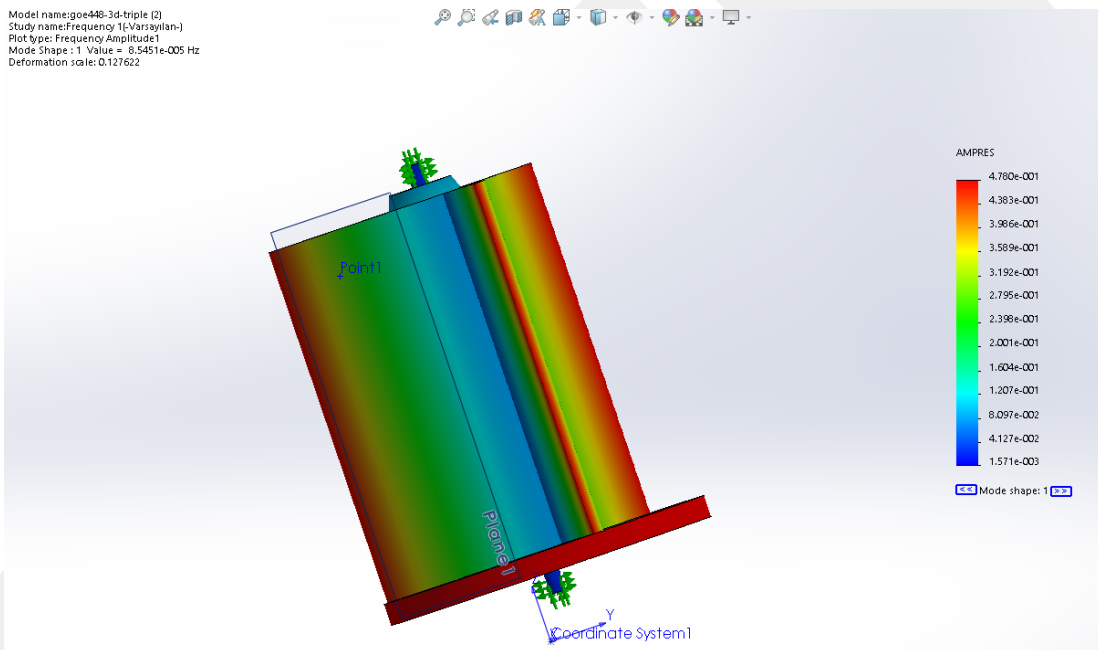 Model name:goe448-3d-triple (2)
Study name:Frequency 1(-Varsayılan-)
Plot type: Frequency Amplitude1
Mode Shape : 1 Value = 8.5451e-005 Hz
Deformation scale: 0.127622
AMPRES
4.780e-001
4.383e-001
3.986e-001
3.589e-001
3.192e-001
2.795e-001
2.398e-001
2.001e-001
1.604e-001
1.207e-001
8.097e-002
4.127e-002
1.571e-003
<< Mode shape: 1 >>
Point1
Plane1
Y
Coordinate System1